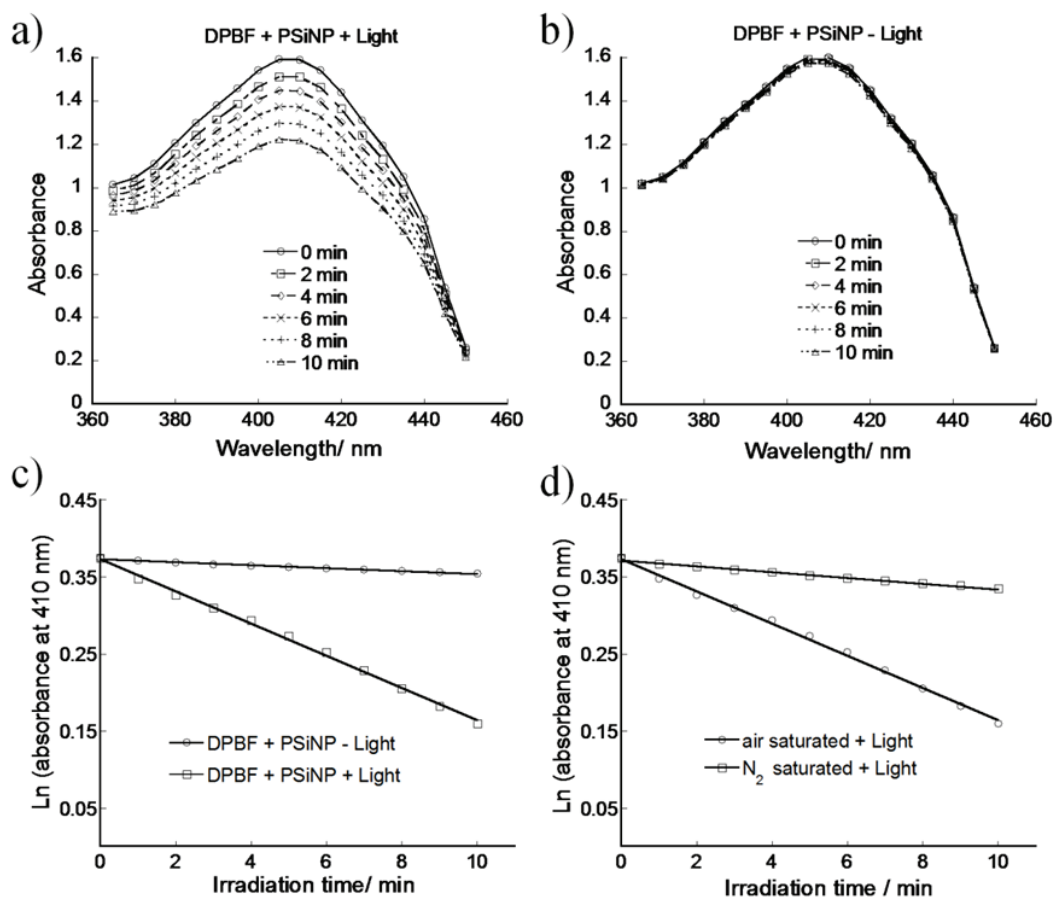 a)
DPBF + PSiNP + Light
1.6
1.4
1.2
1
0.8
0.6
0.4
0.2
0
Absorbance
0 min
2 min
4 min
6 min
8 min
10 min
360 380 400 420 440 460
Wavelength/ nm
b)
DPBF + PSiNP - Light
1.6
1.4
1.2
1
0.8
0.6
0.4
0.2
0
Absorbance
0 min
2 min
4 min
6 min
8 min
10 min
360 380 400 420 440 460
Wavelength/ nm
c)
0.45
0.35
0.25
0.15
0.05
Ln (absorbance at 410 nm)
DPBF + PSiNP - Light
DPBF + PSiNP + Light
0 2 4 6 8 10
Irradiation time/ min
d)
0.45
0.35
0.25
0.15
0.05
Ln (absorbance at 410 nm)
air saturated + Light
N2 saturated + Light
0 2 4 6 8 10
Irradiation time / min